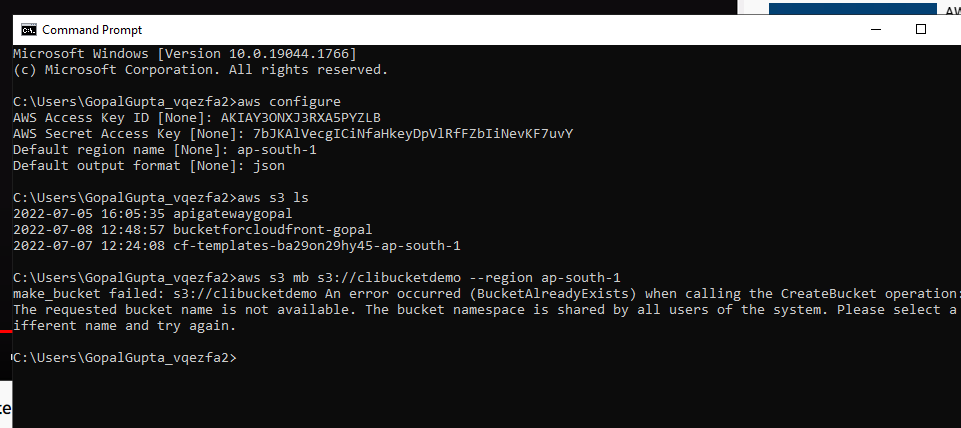 AW
Command Prompt
Microsoft Windows [Version 10.0.19044.1766]
(c) Microsoft Corporation. All rights reserved.
C:\Users\GopalGupta_vqezfa2>aws configure
AWS Access Key ID [None]: AKIAY3ONXJ3RXA5PYZLB
AWS Secret Access Key [None]: 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
Default region name [None]: ap-south-1
Default output format [None]: json
C:\Users\GopalGupta_vqezfa2>aws s3 ls
2022-07-05 16:05:35 apigatewaygopal
2022-07-08 12:48:57 bucketforcloudfront-gopal
2022-07-07 12:24:08 cf-templates-ba29on29hy45-ap-south-1
C:\Users\GopalGupta_vqezfa2>aws s3 mb s3://clibucketdemo --region ap-south-1
make_bucket failed: s3://clibucketdemo An error occurred (BucketAlreadyExists) when calling the CreateBucket operation:
The requested bucket name is not available. The bucket namespace is shared by all users of the system. Please select a
ifferent name and try again.
C:\Users\GopalGupta_vqezfa2>
te